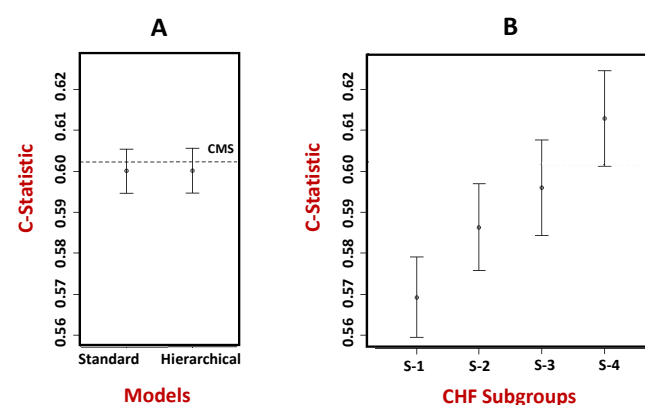 A
C-Statistic
0.62
0.61
0.60
0.59
0.58
0.57
0.56
CMS
Standard
Hierarchical
Models
B
C-Statistic
0.62
0.61
0.60
0.59
0.58
0.57
0.56
S-1
S-2
S-3
S-4
CHF Subgroups